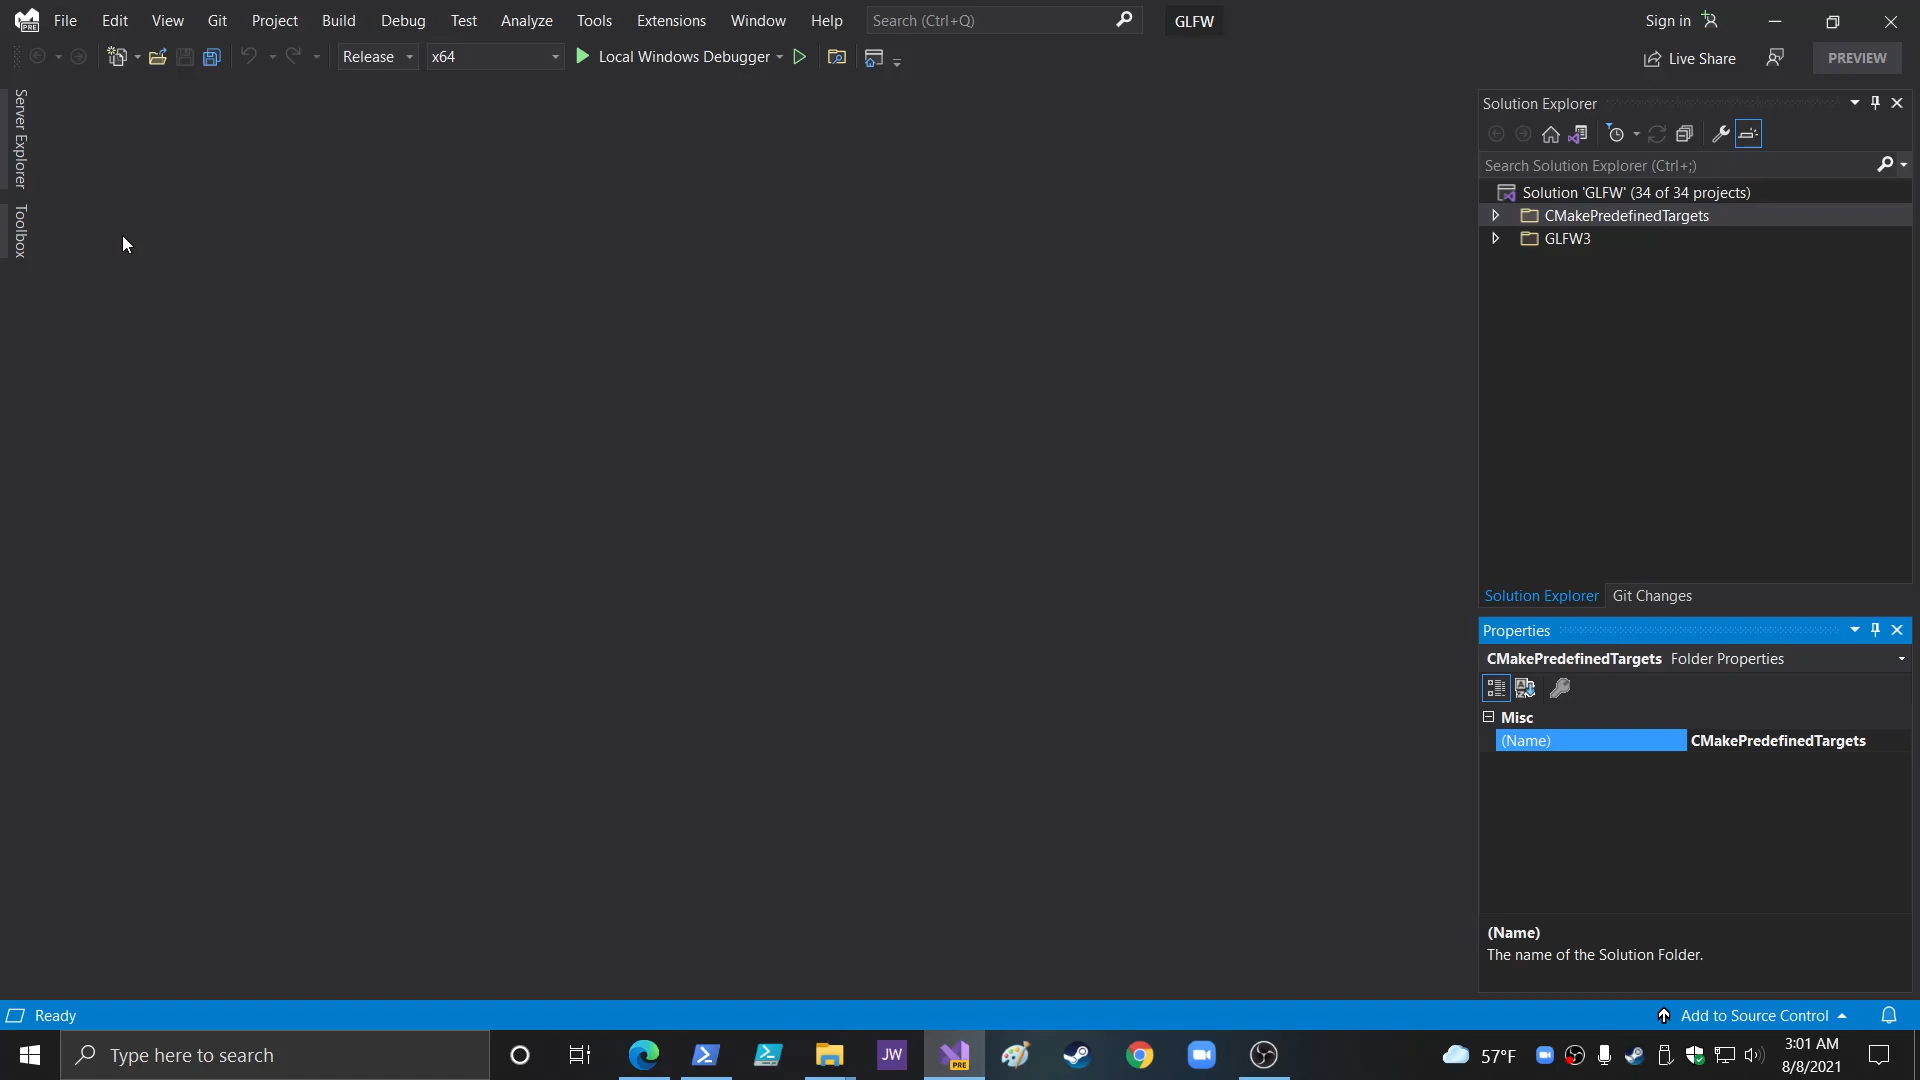 File Edit View Git Project Build Debug Test Analyze Tools Extensions Window Help Search (Ctrl+Q) GLFW Sign in
Release x64 Local Windows Debugger Live Share PREVIEW
Server Explorer
Toolbox
Solution Explorer
Search Solution Explorer (Ctrl+;)
Solution 'GLFW' (34 of 34 projects)
CMakePredefinedTargets
GLFW3
Solution Explorer Git Changes
Properties
CMakePredefinedTargets Folder Properties
Misc
(Name) CMakePredefinedTargets
(Name)
The name of the Solution Folder.
Ready Add to Source Control
Type here to search JW PRE 57°F 3:01 AM
8/8/2021